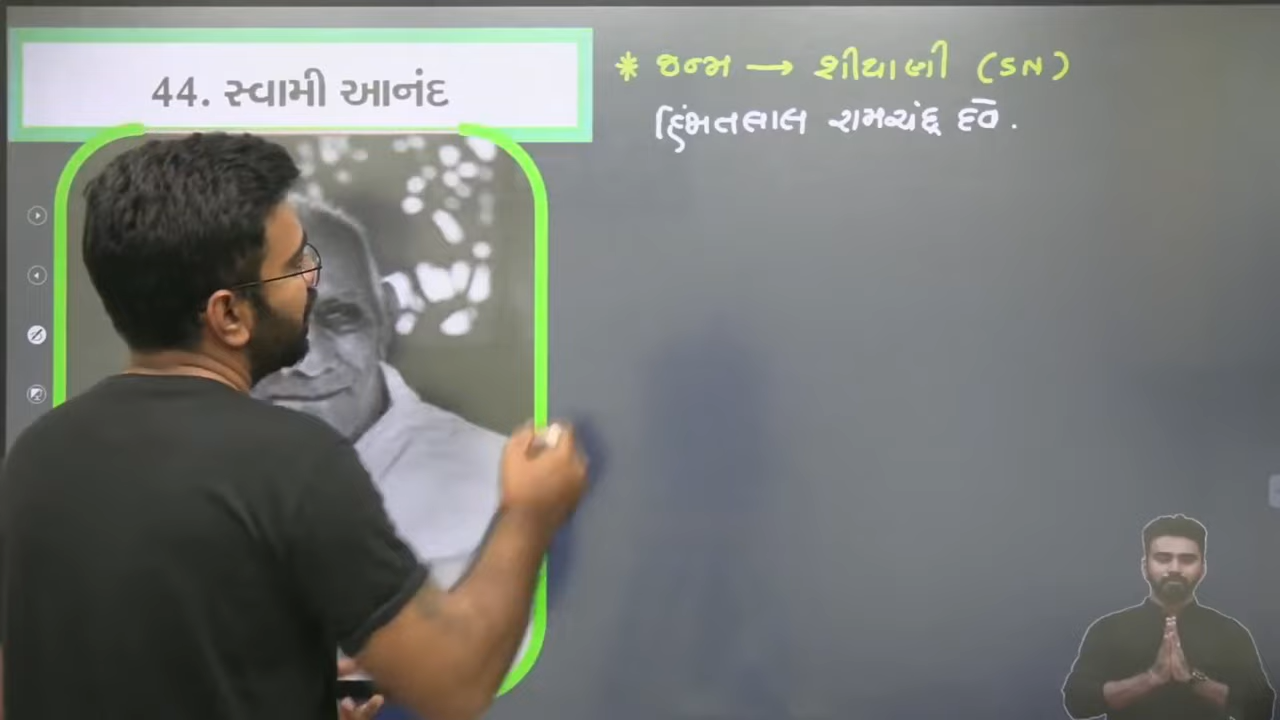 44. સ્વામી આનંદ
* જન્મ → શીયાણી (SN)
હિંમતલાલ રામચંદ્ર દવે.